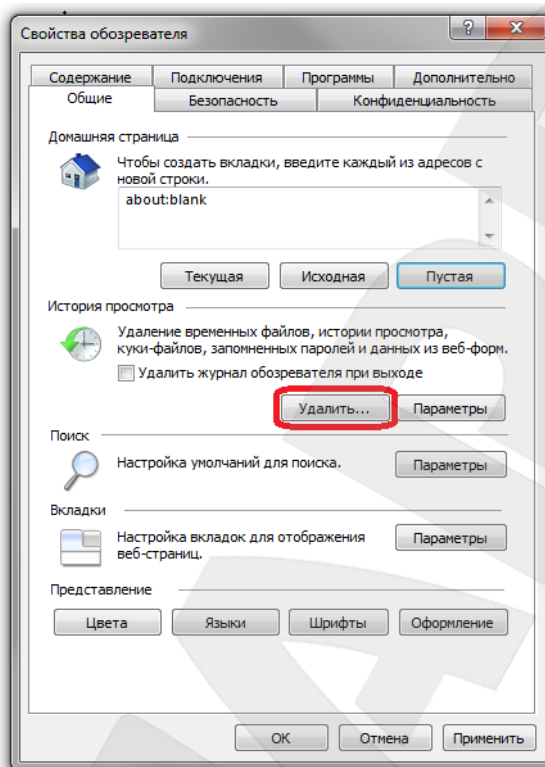 Свойства обозревателя
Содержание Подключения Программы Дополнительно
Общие Безопасность Конфиденциальность
Домашняя страница
Чтобы создать вкладки, введите каждый из адресов с
новой строки.
about:blank
Текущая Исходная Пустая
История просмотра
Удаление временных файлов, истории просмотра,
куки-файлов, запомненных паролей и данных из веб-форм.
Удалить журнал обозревателя при выходе
Удалить... Параметры
Поиск
Настройка умолчаний для поиска.
Параметры
Вкладки
Настройка вкладок для отображения
веб-страниц.
Параметры
Представление
Цвета Языки Шрифты Оформление
ОК Отмена Применить